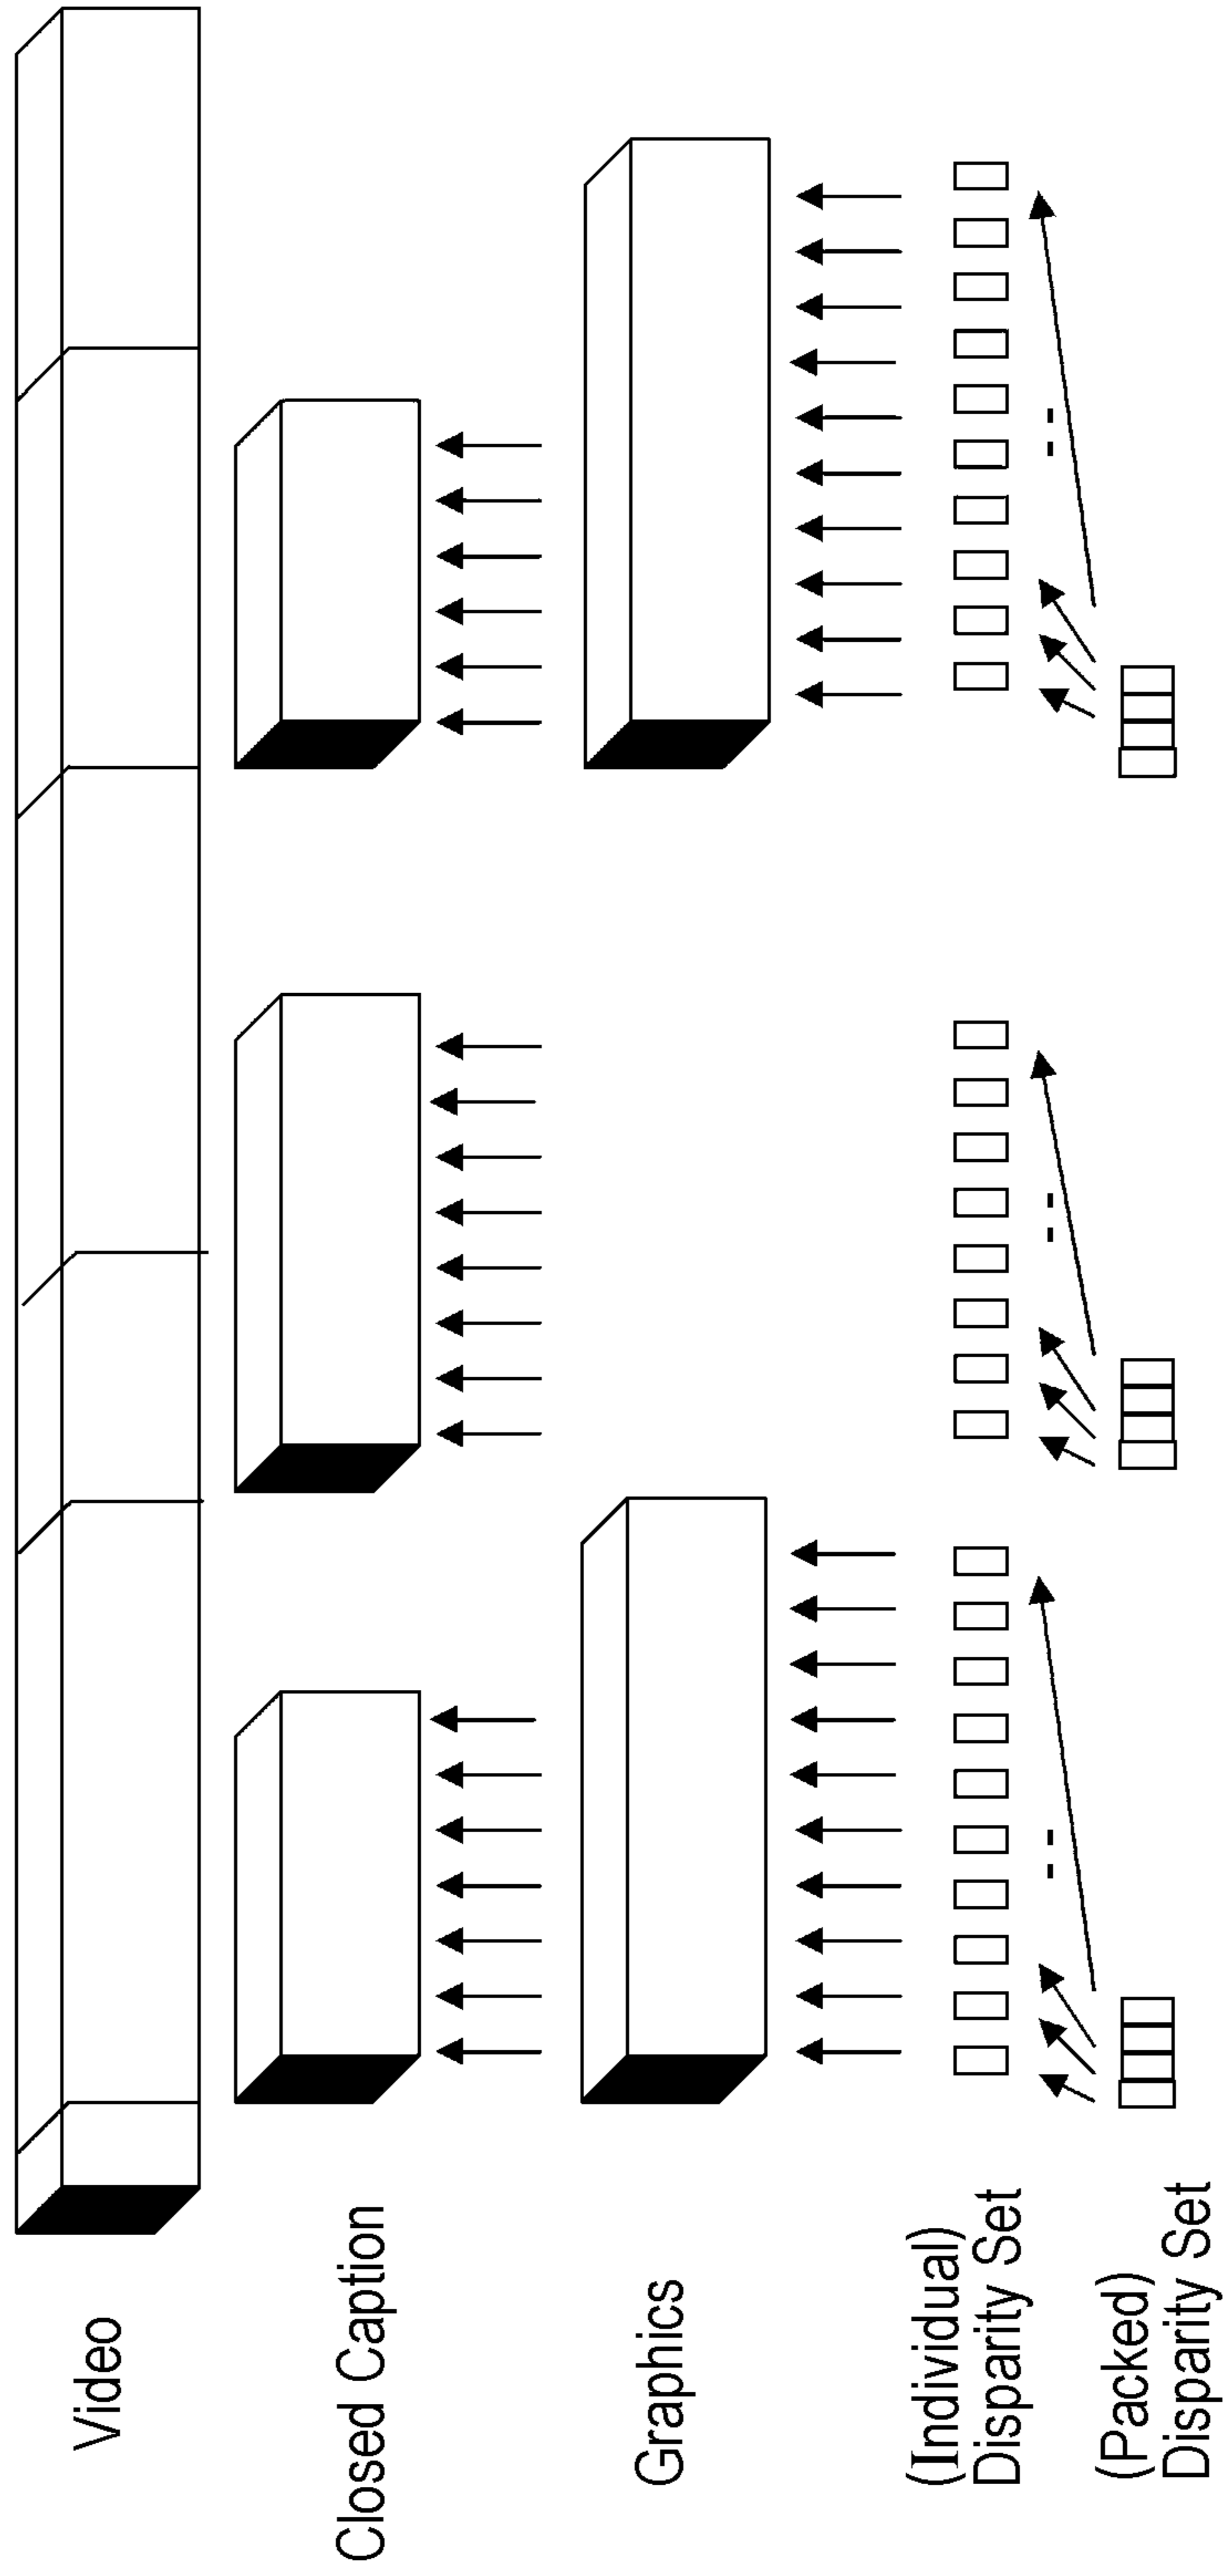 Video
Closed Caption
Graphics
(Individual)
Disparity Set
(Packed)
Disparity Set